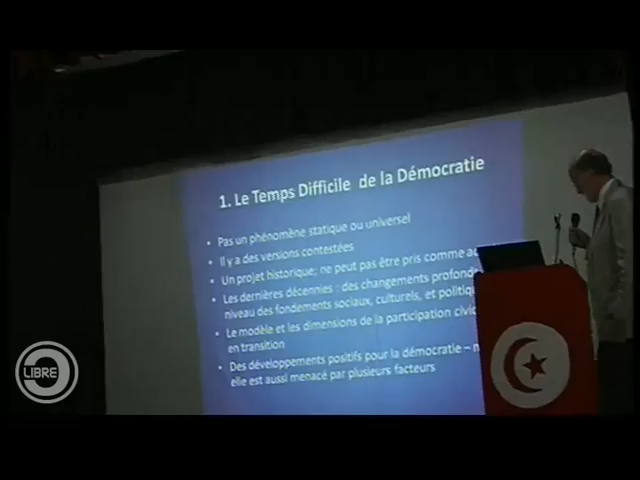 1. Le Temps Difficile de la Démocratie
• Pas un phénomène statique ou universel
• Il y a des versions contestées
• Un projet historique; ne peut pas être pris comme
• Les dernières décennies : des changements
niveau des fondements sociaux, culturels, et
• Le modèle et les dimensions de la participation
en transition
• Des développements positifs pour la démocratie –
elle est aussi menacé par plusieurs facteurs
LIBRE